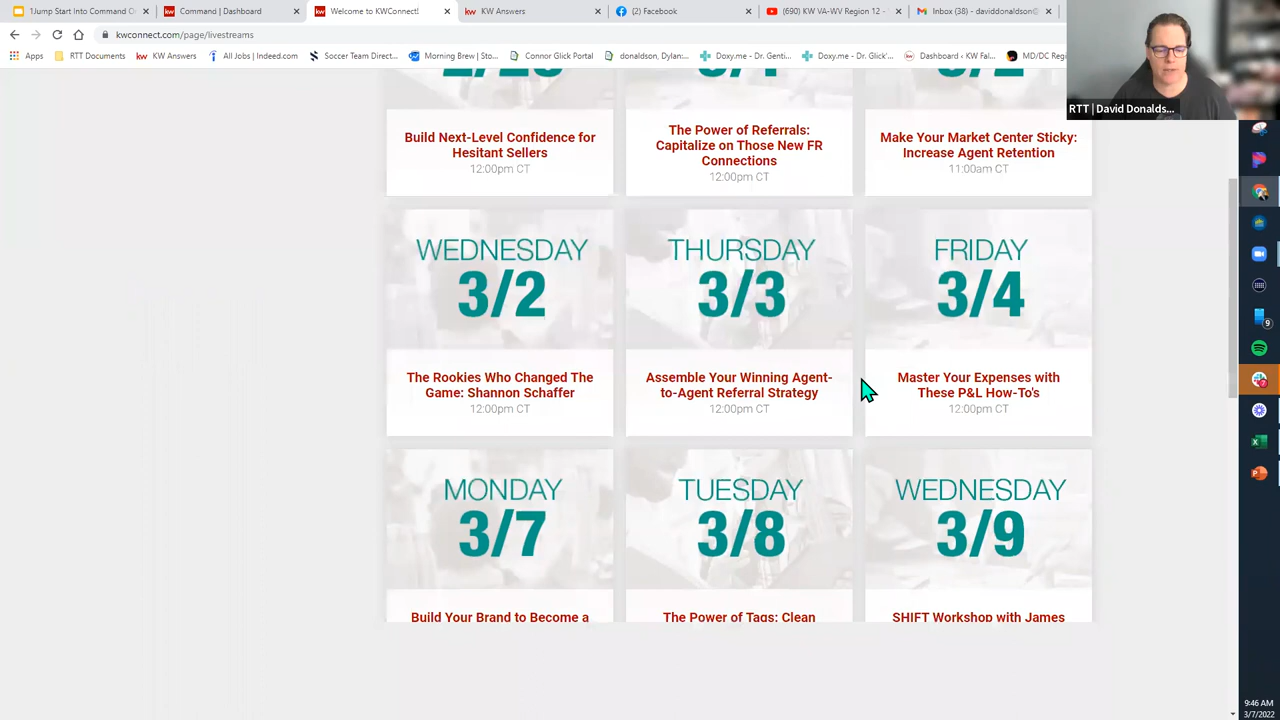 1Jump Start Into Command C
Command | Dashboard
Welcome to KWConnect!
KW Answers
(2) Facebook
(690) KW VA-WV Region 12 -
Inbox (38) - daviddonaldson@
kwconnect.com/page/livestreams
Apps
RTT Documents
KW Answers
All Jobs | Indeed.com
Soccer Team Direct...
Morning Brew | Sto...
Connor Glick Portal
donaldson, Dylan:...
Doxy.me - Dr. Genti...
Doxy.me - Dr. Glick'...
Dashboard ‹ KW Fal...
MD/DC Regi
RTT | David Donalds...
Build Next-Level Confidence for
Hesitant Sellers
12:00pm CT
The Power of Referrals:
Capitalize on Those New FR
Connections
12:00pm CT
Make Your Market Center Sticky:
Increase Agent Retention
11:00am CT
WEDNESDAY
3/2
The Rookies Who Changed The
Game: Shannon Schaffer
12:00pm CT
THURSDAY
3/3
Assemble Your Winning Agent-
to-Agent Referral Strategy
12:00pm CT
FRIDAY
3/4
Master Your Expenses with
These P&L How-To's
12:00pm CT
MONDAY
3/7
Build Your Brand to Become a
TUESDAY
3/8
The Power of Tags: Clean
WEDNESDAY
3/9
SHIFT Workshop with James
9
9:46 AM
3/7/2022